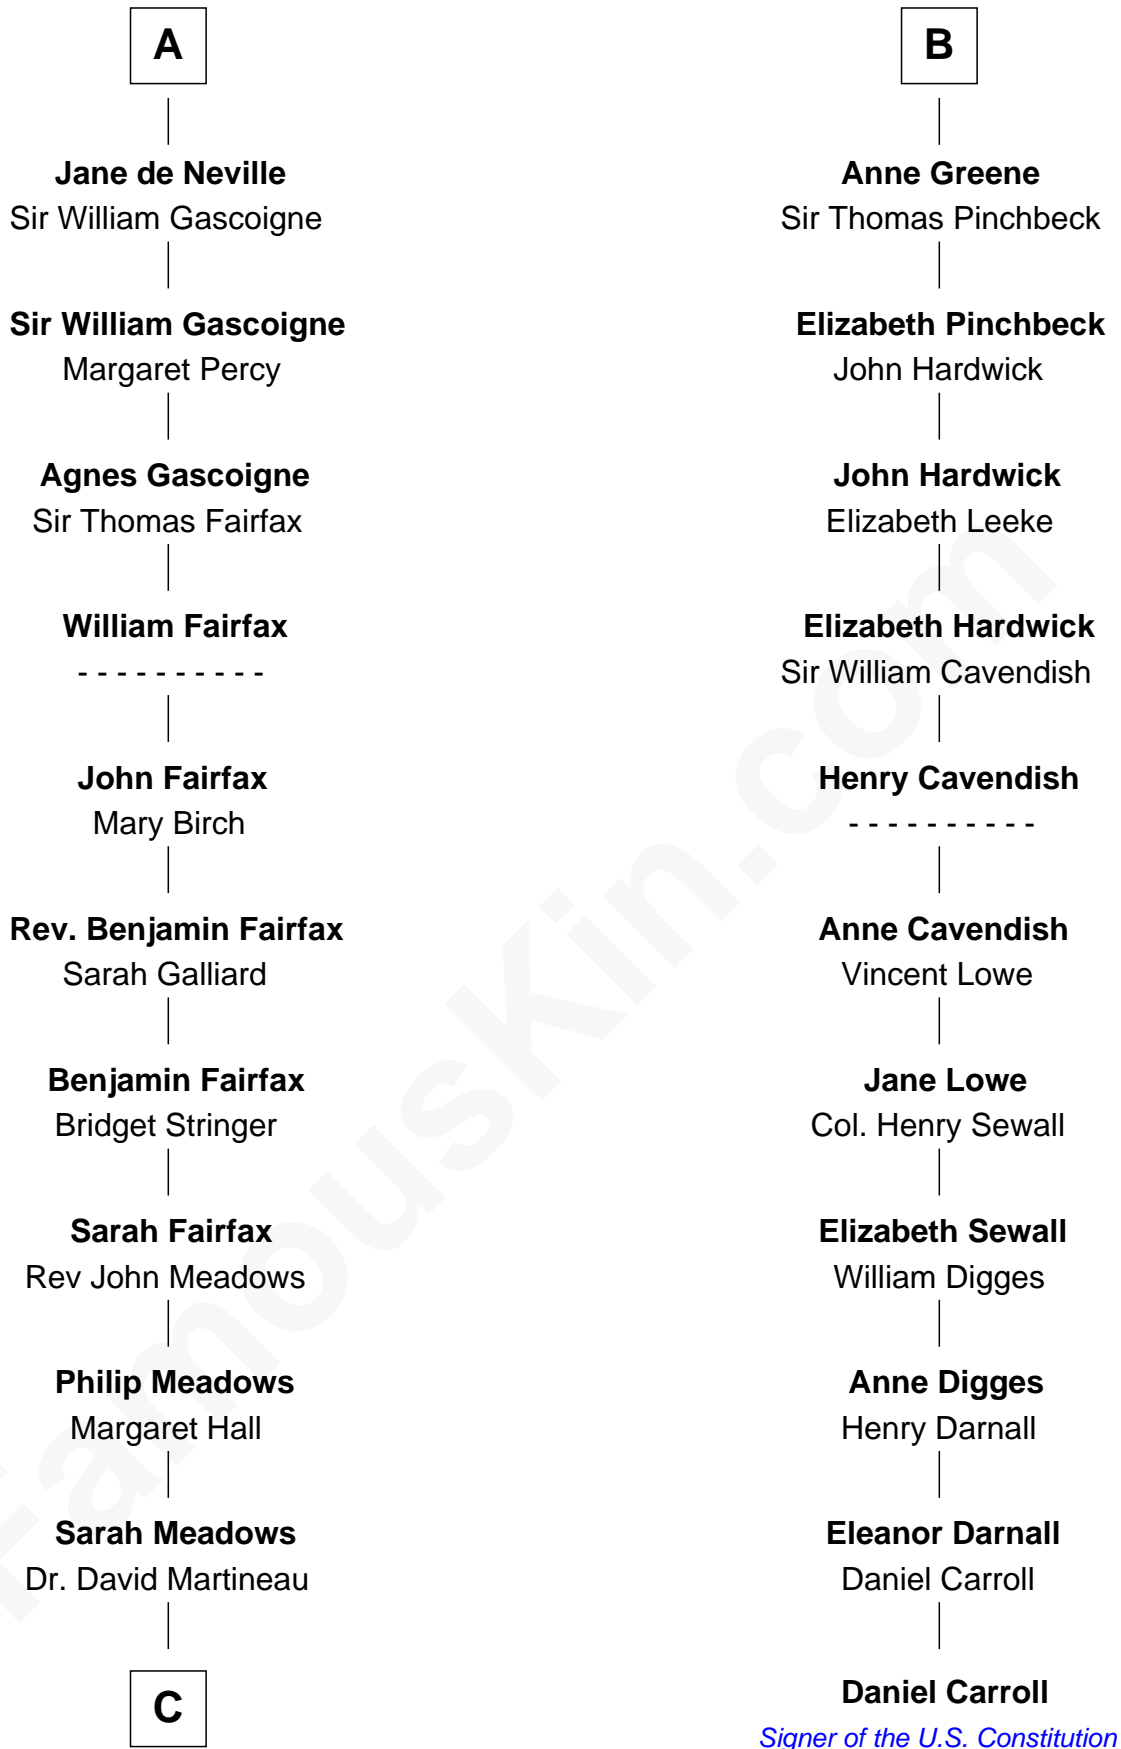 A
Jane de Neville
Sir William Gascoigne
Sir William Gascoigne
Margaret Percy
Agnes Gascoigne
Sir Thomas Fairfax
William Fairfax
- - - - - - - - - -
John Fairfax
Mary Birch
Rev. Benjamin Fairfax
Sarah Galliard
Benjamin Fairfax
Bridget Stringer
Sarah Fairfax
Rev John Meadows
Philip Meadows
Margaret Hall
Sarah Meadows
Dr. David Martineau
C
B
Anne Greene
Sir Thomas Pinchbeck
Elizabeth Pinchbeck
John Hardwick
John Hardwick
Elizabeth Leeke
Elizabeth Hardwick
Sir William Cavendish
Henry Cavendish
- - - - - - - - - -
Anne Cavendish
Vincent Lowe
Jane Lowe
Col. Henry Sewall
Elizabeth Sewall
William Digges
Anne Digges
Henry Darnall
Eleanor Darnall
Daniel Carroll
Daniel Carroll
Signer of the U.S. Constitution
FamousKin.com